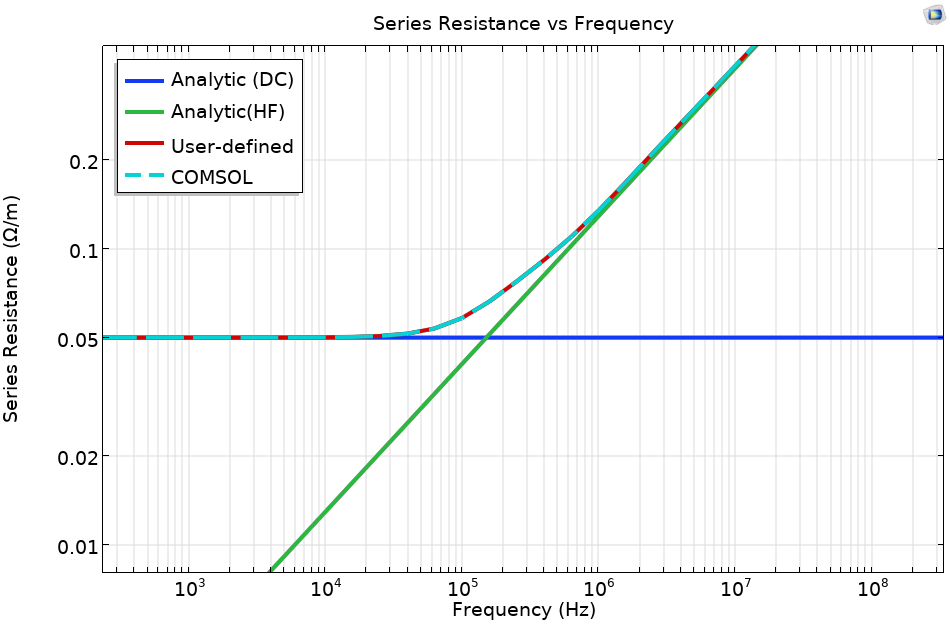 Series Resistance vs Frequency
Analytic (DC)
Analytic(HF)
User-defined
COMSOL
Series Resistance (Ω/m)
0.2
0.1
0.05
0.02
0.01
10³ 10⁴ 10⁵ 10⁶ 10⁷ 10⁸
Frequency (Hz)